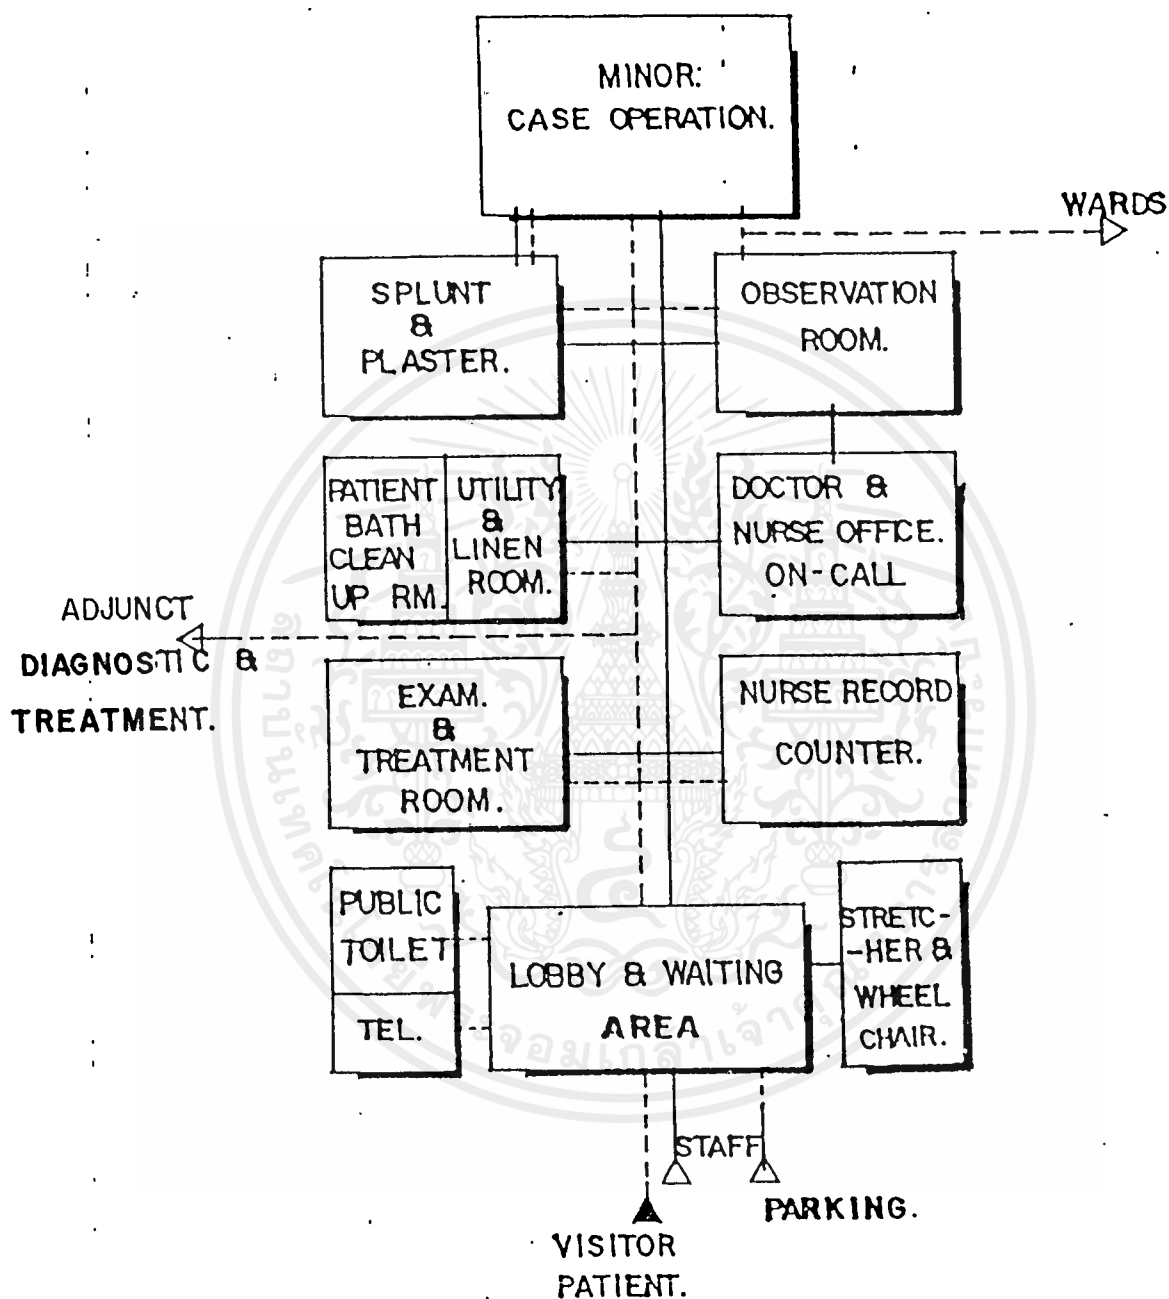 MINOR:
CASE OPERATION.
WARDS
SPLUNT
&
PLASTER.
OBSERVATION
ROOM.
PATIENT
BATH
CLEAN
UP RM.
UTILITY
&
LINEN
ROOM.
DOCTOR &
NURSE OFFICE.
ON-CALL
ADJUNCT
DIAGNOSTIC &
TREATMENT.
EXAM.
&
TREATMENT
ROOM.
NURSE RECORD
COUNTER.
PUBLIC
TOILET
TEL.
LOBBY & WAITING
AREA
STRETC-
-HER &
WHEEL
CHAIR.
STAFF
PARKING.
VISITOR
PATIENT.